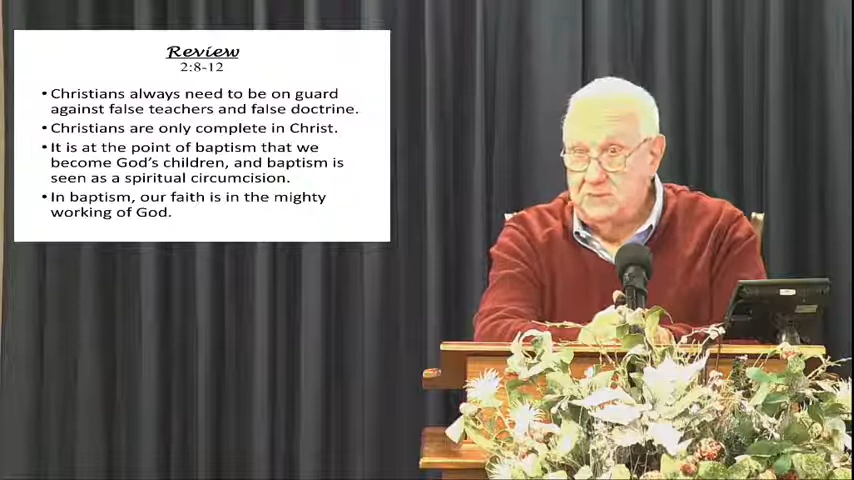 Review
2:8-12
• Christians always need to be on guard
against false teachers and false doctrine.
• Christians are only complete in Christ.
• It is at the point of baptism that we
become God's children, and baptism is
seen as a spiritual circumcision.
• In baptism, our faith is in the mighty
working of God.